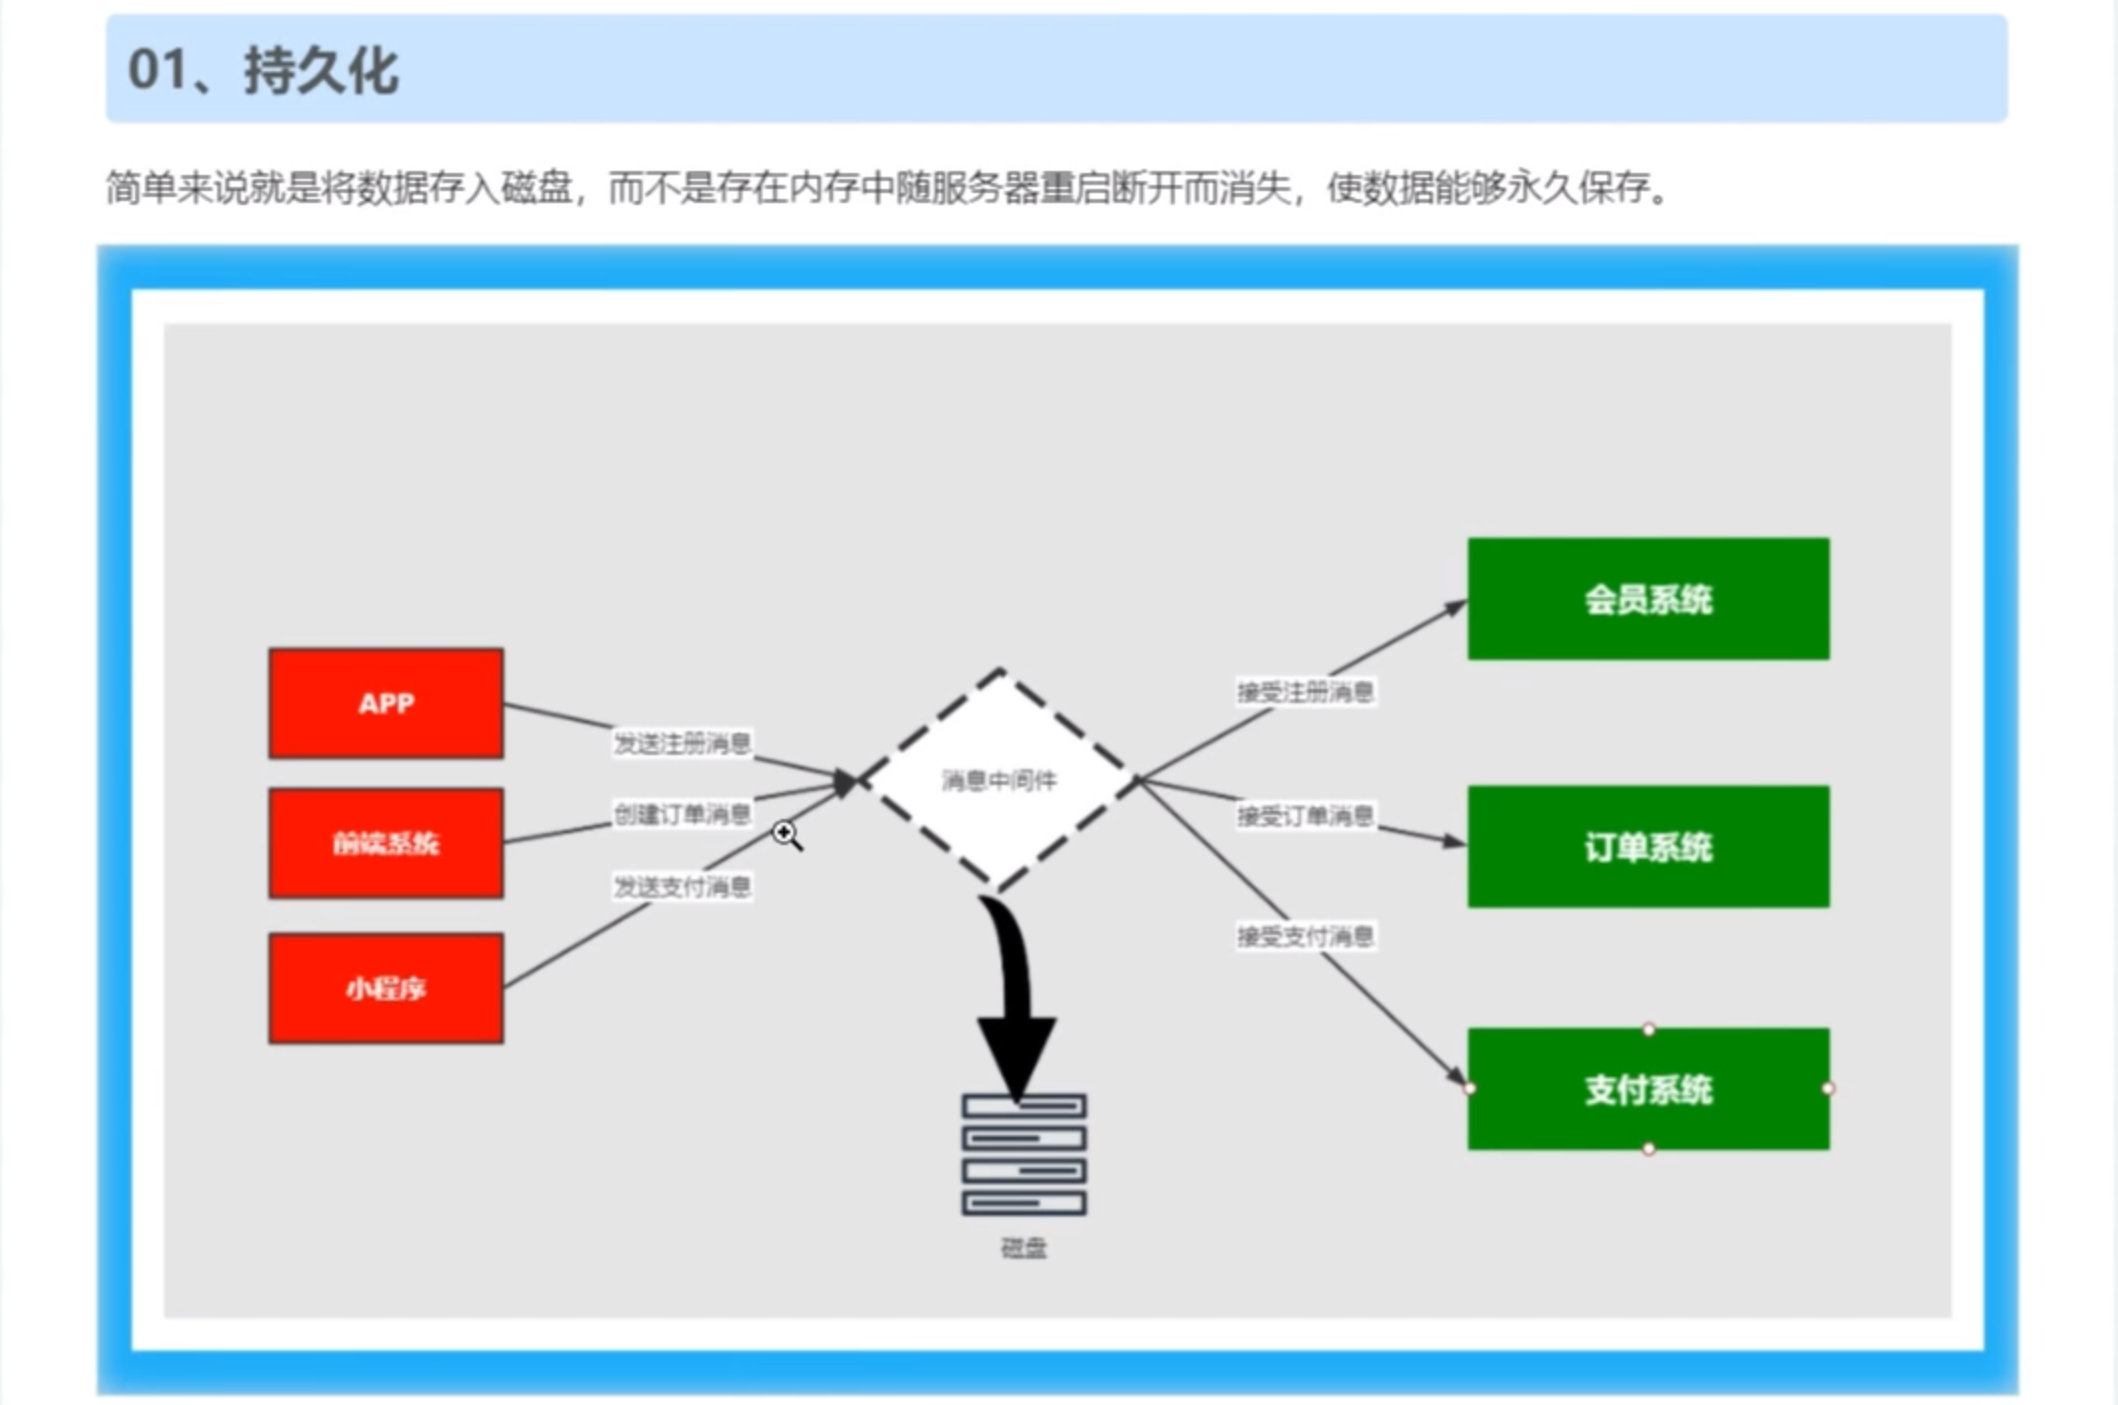 01、持久化
简单来说就是将数据存入磁盘，而不是存在内存中随服务器重启断开而消失，使数据能够永久保存。
APP
前端系统
小程序
发送注册消息
创建订单消息
发送支付消息
消息中间件
磁盘
接受注册消息
接受订单消息
接受支付消息
会员系统
订单系统
支付系统